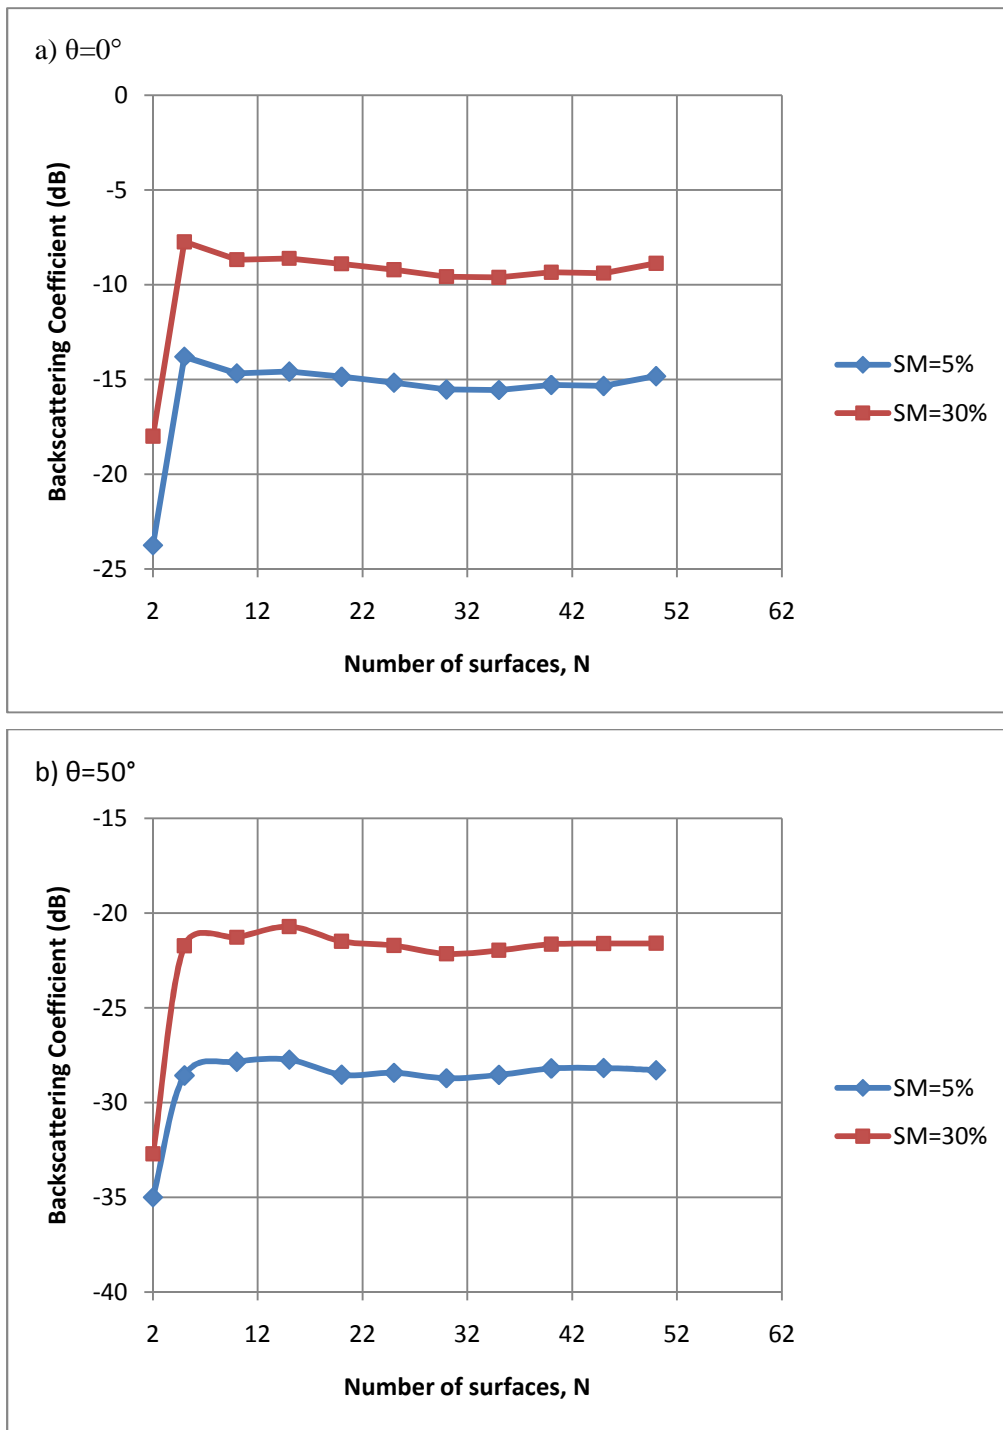 a) θ=0°
0
-5
-10
-15
-20
-25
2 12 22 32 42 52 62
Backscattering Coefficient (dB)
Number of surfaces, N
SM=5%
SM=30%
b) θ=50°
-15
-20
-25
-30
-35
-40
2 12 22 32 42 52 62
Backscattering Coefficient (dB)
Number of surfaces, N
SM=5%
SM=30%